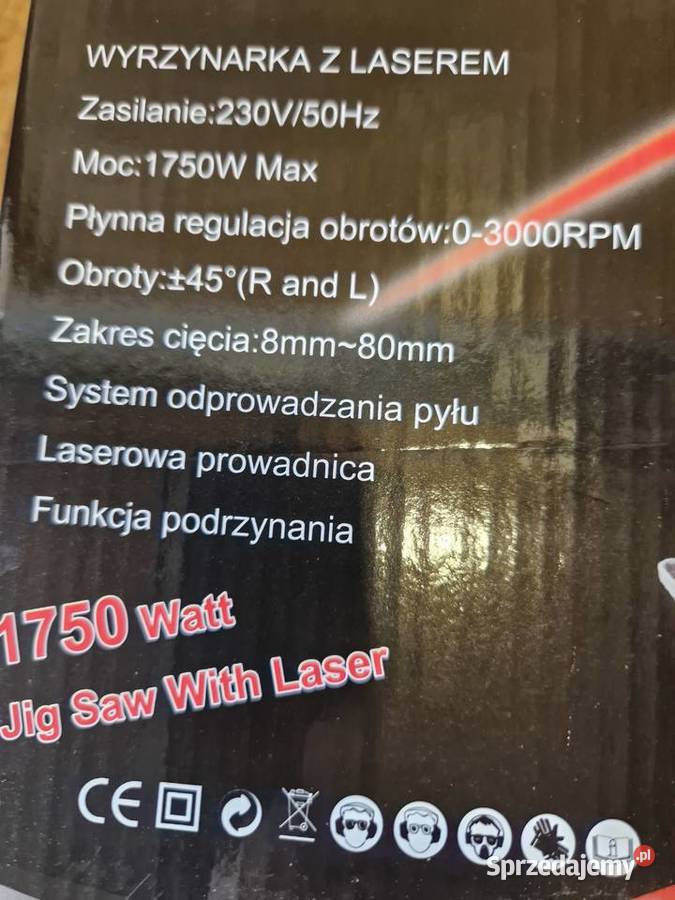 WYRZYNARKA Z LASEREM
Zasilanie:230V/50Hz
Moc:1750W Max
Płynna regulacja obrotów:0-3000RPM
Obroty:±45°(R and L)
Zakres cięcia:8mm~80mm
System odprowadzania pyłu
Laserowa prowadnica
Funkcja podrzynania
1750 Watt
Jig Saw With Laser
CE
Sprzedajemy.pl